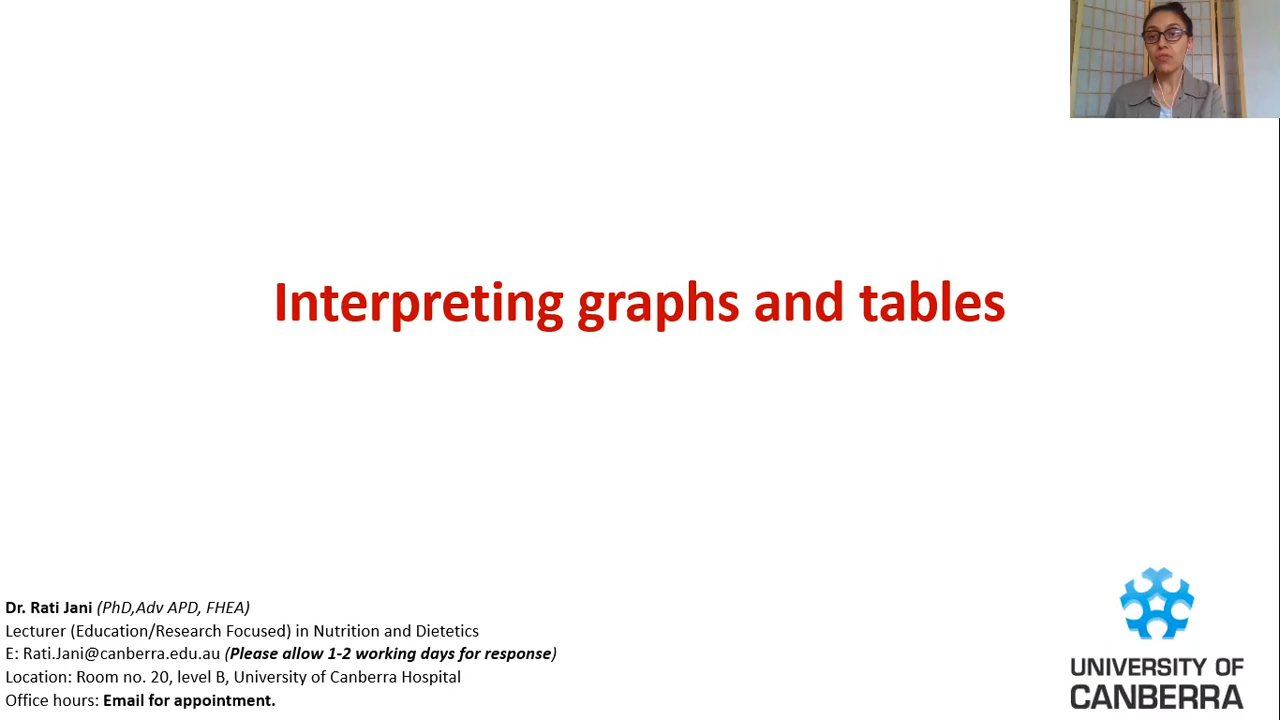 Interpreting graphs and tables
Dr. Rati Jani (PhD,Adv APD, FHEA)
Lecturer (Education/Research Focused) in Nutrition and Dietetics
E: Rati.Jani@canberra.edu.au (Please allow 1-2 working days for response)
Location: Room no. 20, level B, University of Canberra Hospital
Office hours: Email for appointment.
UNIVERSITY OF
CANBERRA